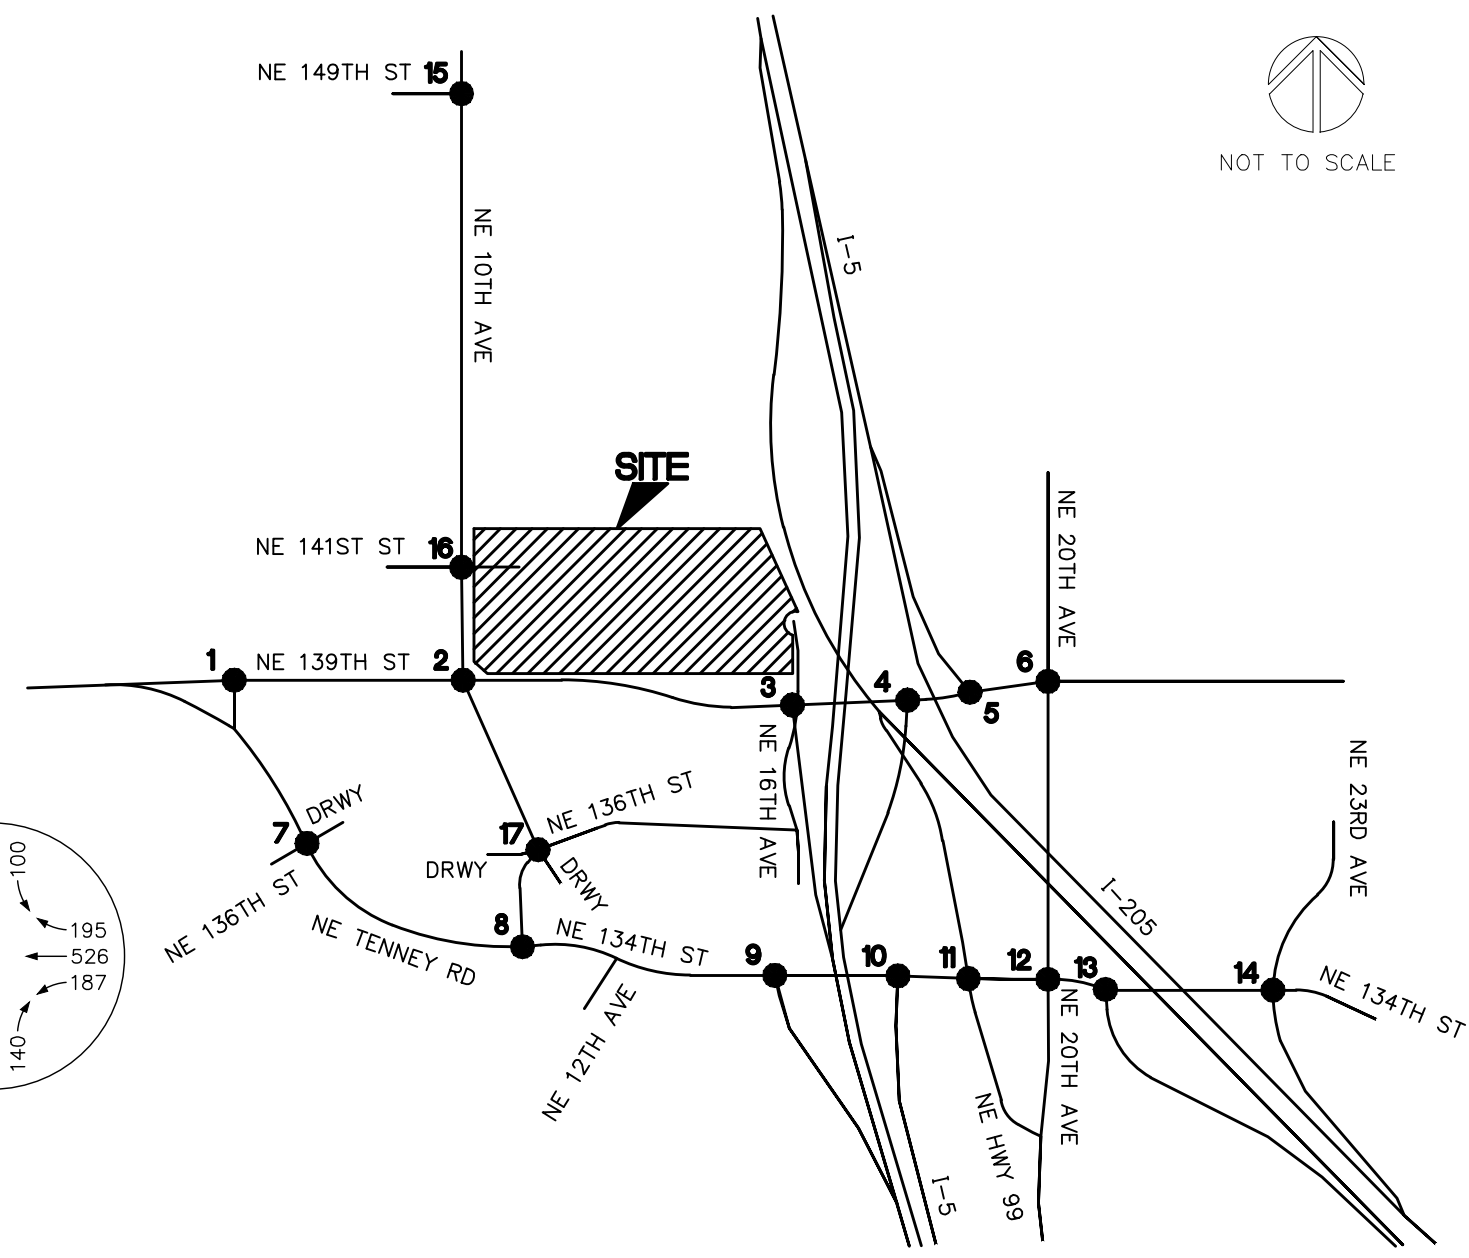 NE 149TH ST 15
NOT TO SCALE
NE 10TH AVE
I-5
SITE
NE 141ST ST 16
NE 20TH AVE
1
NE 139TH ST
2
3
4
5
6
NE 16TH AVE
NE 23RD AVE
7
DRWY
17
NE 136TH ST
DRWY
DRWY
NE 136TH ST
100
195
526
187
140
NE TENNEY RD
8
NE 134TH ST
NE 12TH AVE
9
10
11
12
13
14
I-205
NE 134TH ST
NE 20TH AVE
NE HWY 99
I-5